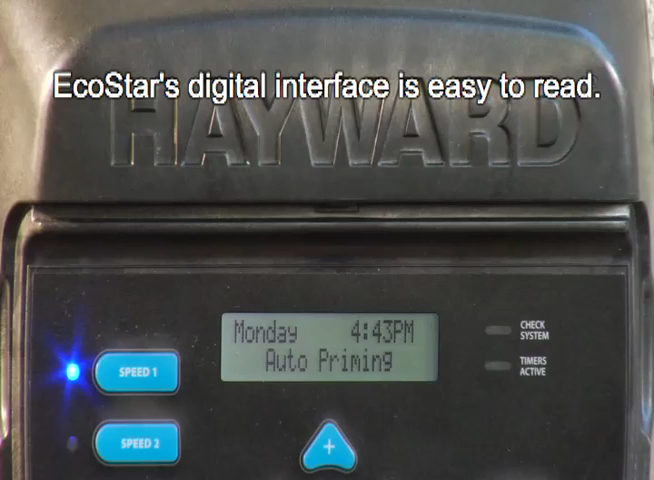 EcoStar's digital interface is easy to read.
HAYWARD
Monday 4:43PM
Auto Priming
CHECK
SYSTEM
TIMERS
ACTIVE
SPEED 1
SPEED 2
+